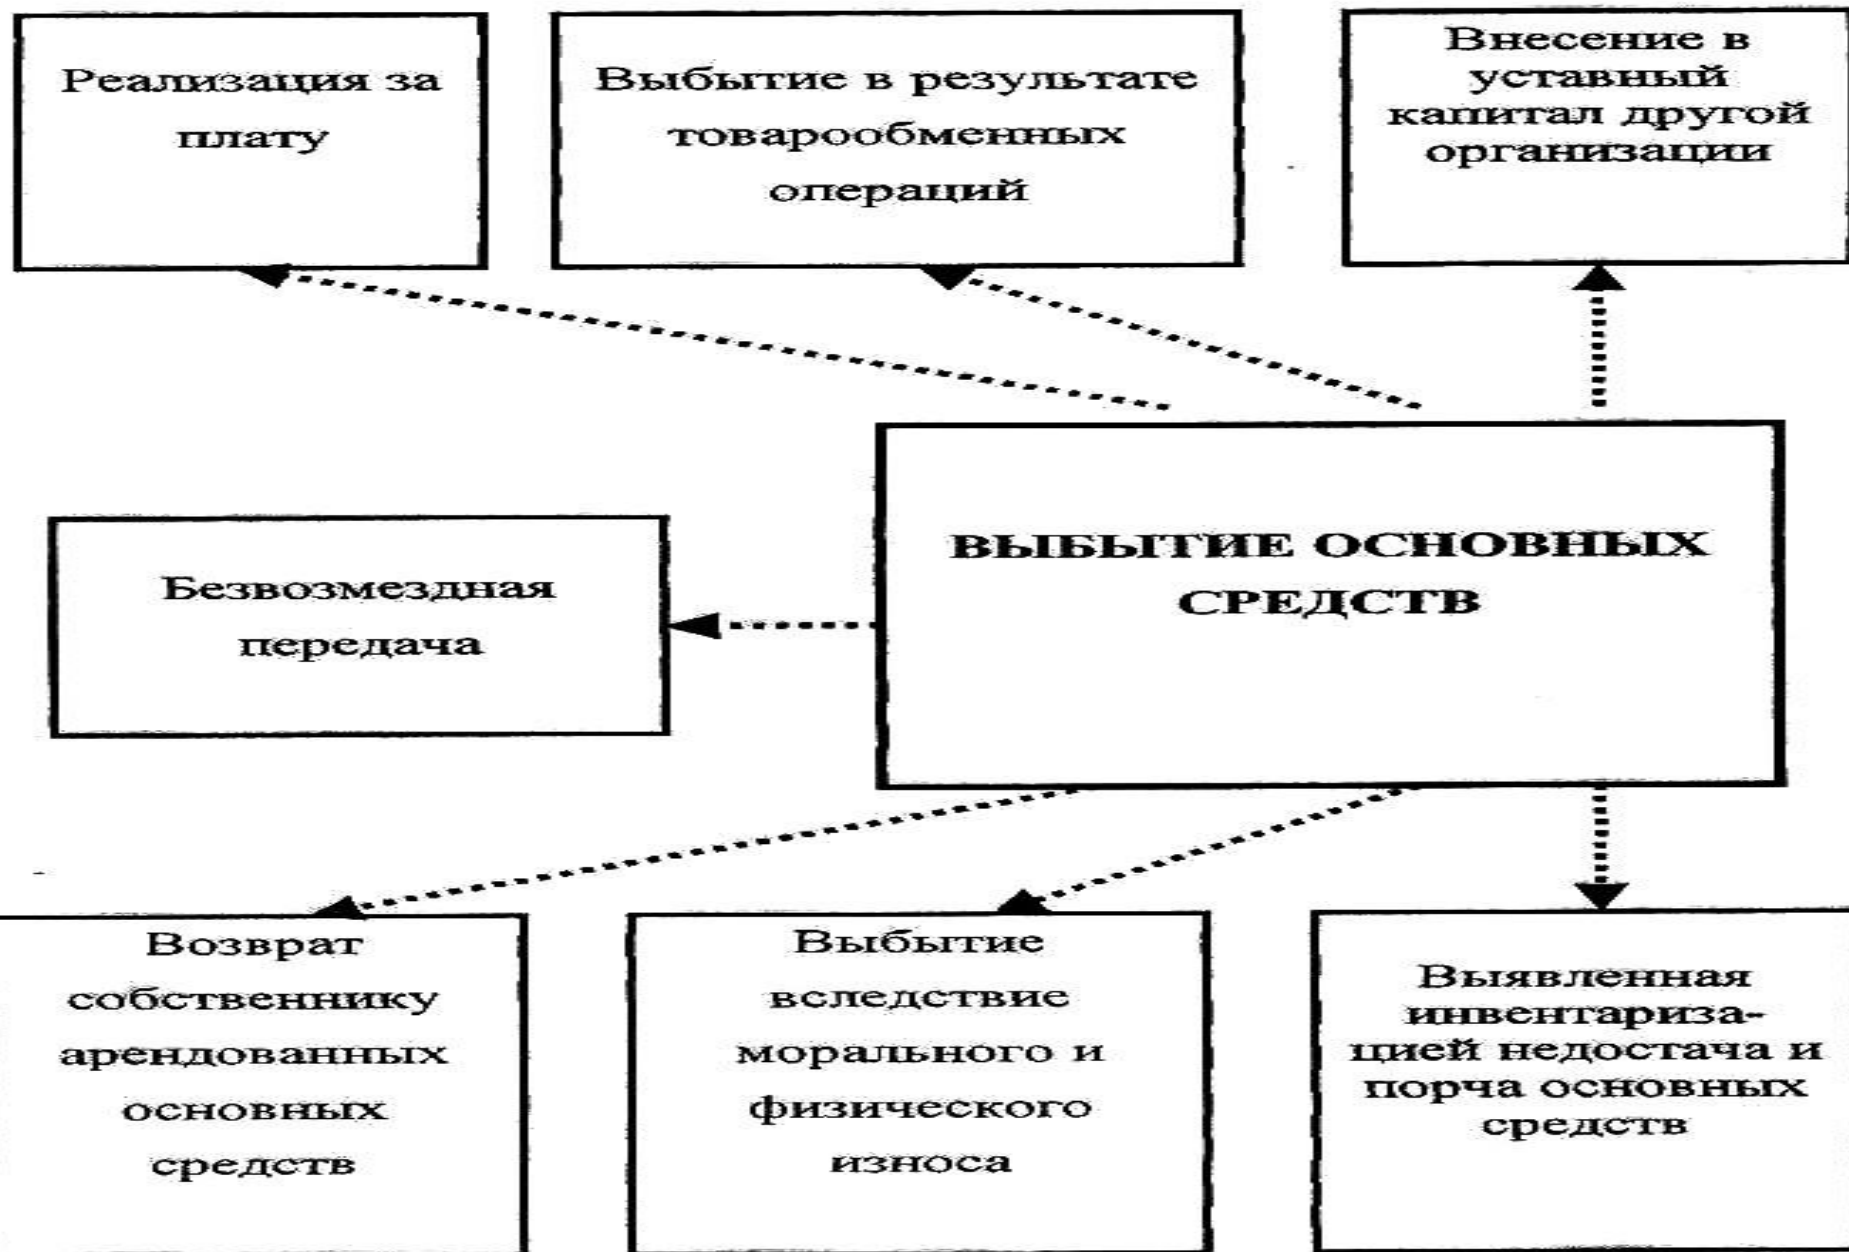 Реализация за
плату
Выбытие в результате
товарообменных
операций
Внесение в
уставный
капитал другой
организации
ВЫБЫТИЕ ОСНОВНЫХ
СРЕДСТВ
Безвозмездная
передача
Возврат
собственнику
арендованных
основных
средств
Выбытие
вследствие
морального и
физического
износа
Выявленная
инвентариза-
цией недостача и
порча основных
средств